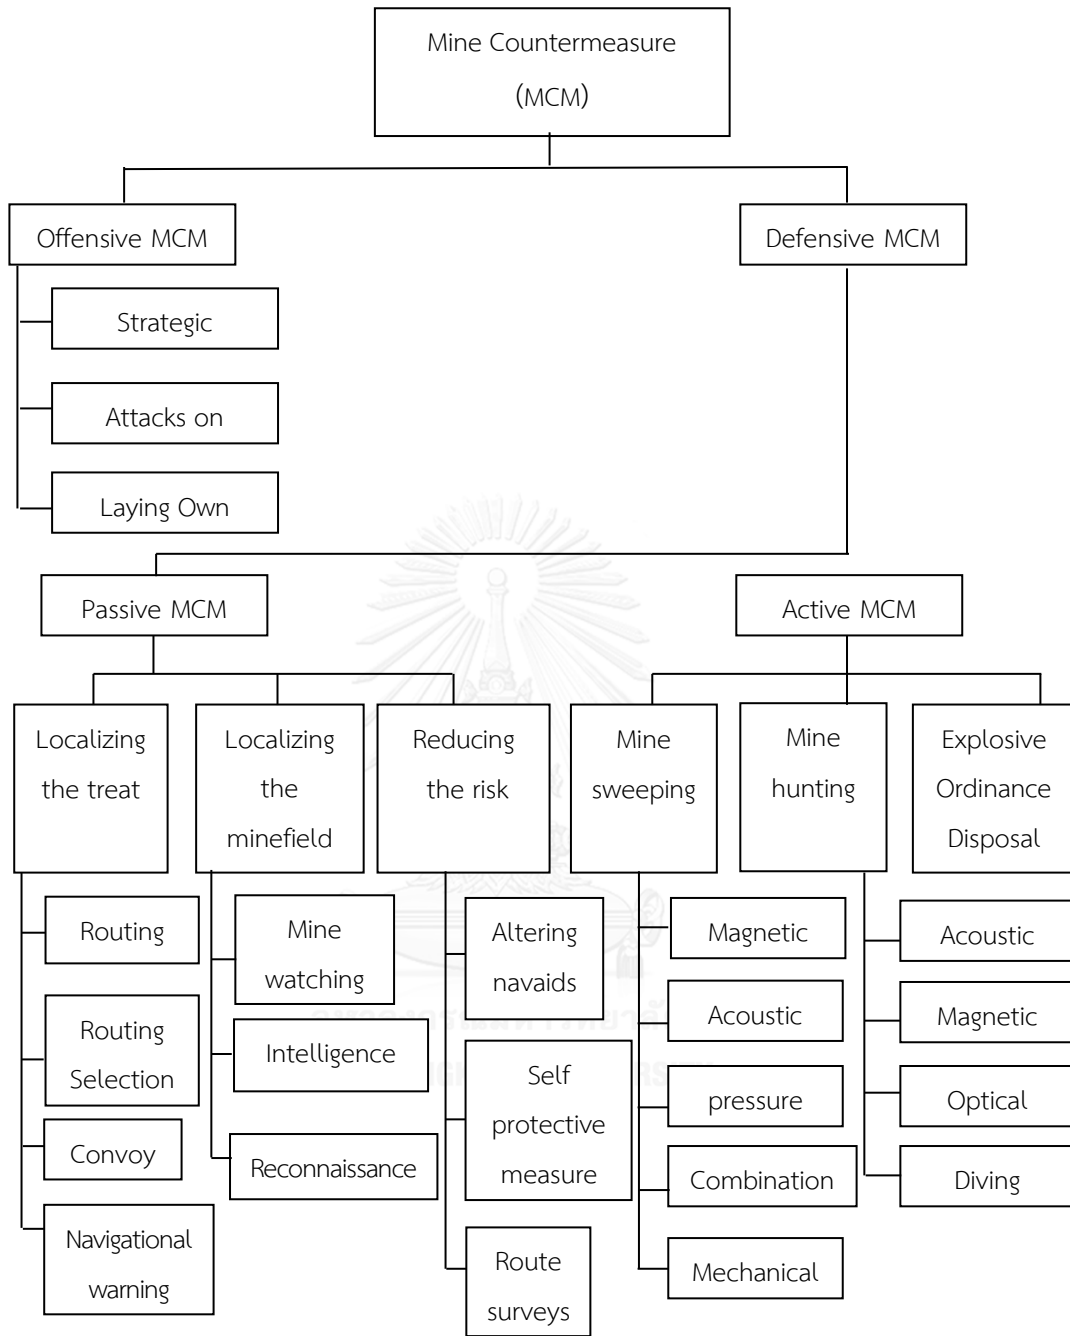 Mine Countermeasure
(MCM)
Offensive MCM
Defensive MCM
Strategic
Attacks on
Laying Own
Passive MCM
Active MCM
Localizing
the treat
Localizing
the
minefield
Reducing
the risk
Mine
sweeping
Mine
hunting
Explosive
Ordinance
Disposal
Routing
Routing
Selection
Convoy
Navigational
warning
Mine
watching
Intelligence
Reconnaissance
Altering
navaids
Self
protective
measure
Route
surveys
Magnetic
Acoustic
pressure
Combination
Mechanical
Acoustic
Magnetic
Optical
Diving